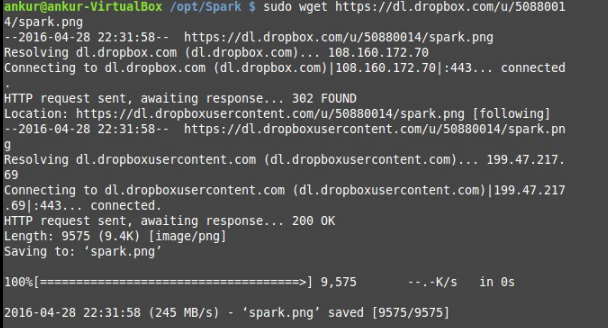 ankur@ankur-VirtualBox /opt/Spark $ sudo wget https://dl.dropbox.com/u/5088001
4/spark.png
--2016-04-28 22:31:58-- https://dl.dropbox.com/u/50880014/spark.png
Resolving dl.dropbox.com (dl.dropbox.com)... 108.160.172.70
Connecting to dl.dropbox.com (dl.dropbox.com)|108.160.172.70|:443... connected
.
HTTP request sent, awaiting response... 302 FOUND
Location: https://dl.dropboxusercontent.com/u/50880014/spark.png [following]
--2016-04-28 22:31:58-- https://dl.dropboxusercontent.com/u/50880014/spark.pn
g
Resolving dl.dropboxusercontent.com (dl.dropboxusercontent.com)... 199.47.217.
69
Connecting to dl.dropboxusercontent.com (dl.dropboxusercontent.com)|199.47.217
.69|:443... connected.
HTTP request sent, awaiting response... 200 OK
Length: 9575 (9.4K) [image/png]
Saving to: ‘spark.png’
100%[====================================>] 9,575 --.-K/s in 0s
2016-04-28 22:31:58 (245 MB/s) - ‘spark.png’ saved [9575/9575]